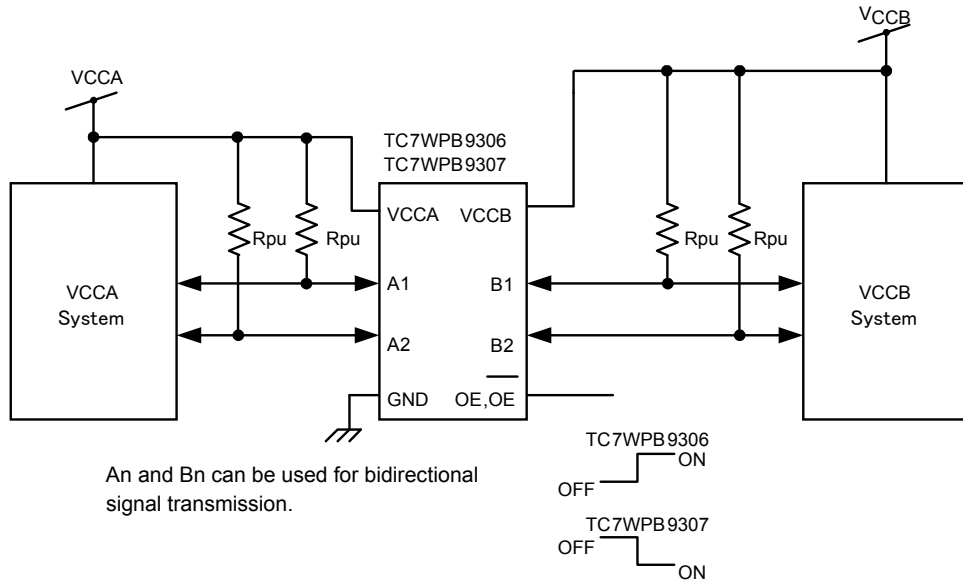 VCCB
VCCA
TC7WPB9306
TC7WPB9307
VCCA
VCCB
Rpu
Rpu
Rpu
Rpu
VCCA
System
A1
B1
VCCB
System
A2
B2
GND
OE,OE
An and Bn can be used for bidirectional
signal transmission.
TC7WPB9306
ON
OFF
TC7WPB9307
OFF
ON